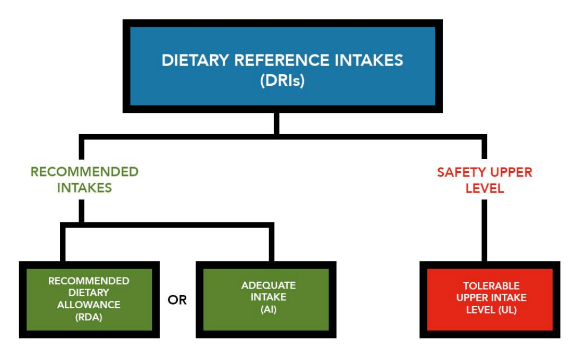 DIETARY REFERENCE INTAKES
(DRIs)
RECOMMENDED
INTAKES
SAFETY UPPER
LEVEL
RECOMMENDED
DIETARY
ALLOWANCE
(RDA)
OR
ADEQUATE
INTAKE
(AI)
TOLERABLE
UPPER INTAKE
LEVEL (UL)